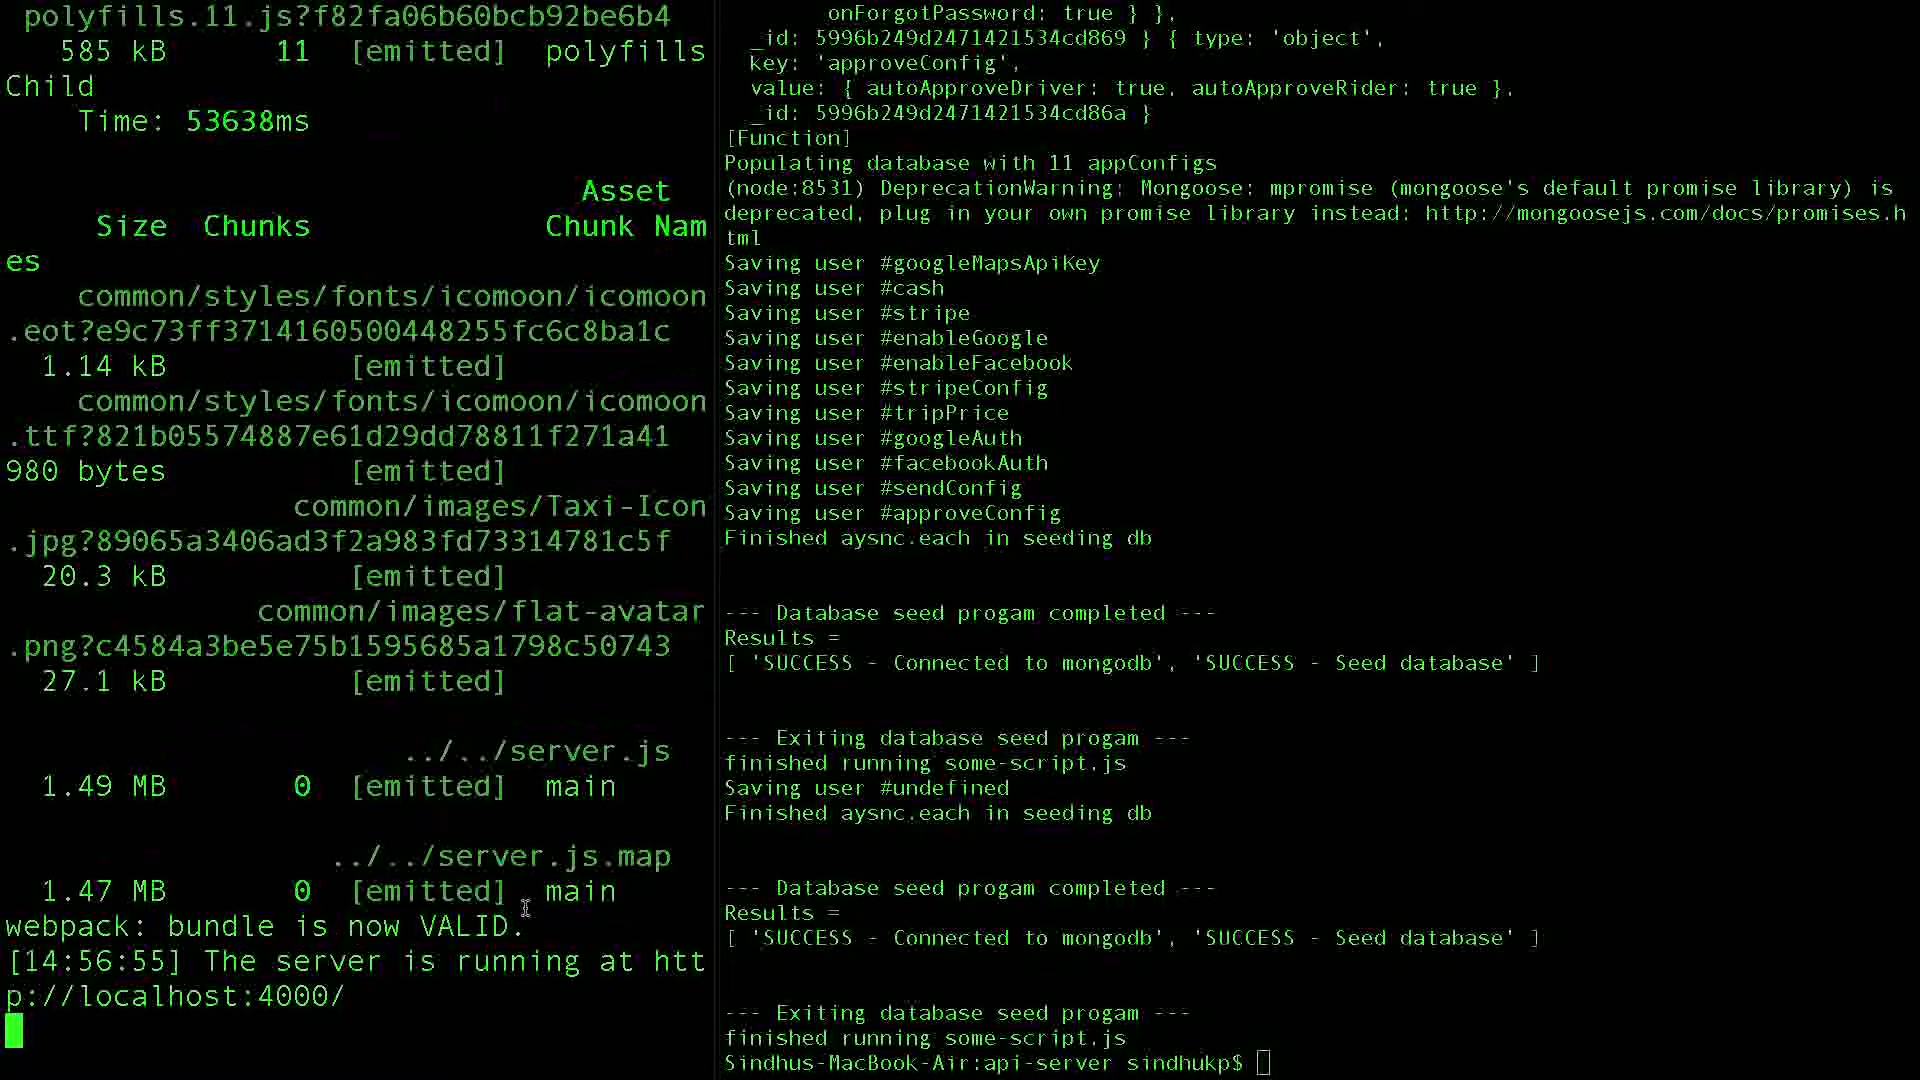 polyfills.11.js?f82fa06b60bcb92be6b4
585 kB 11 [emitted] polyfills
Child
Time: 53638ms
Asset
Size Chunks Chunk Nam
es
common/styles/fonts/icomoon/icomoon
.eot?e9c73ff3714160500448255fc6c8ba1c
1.14 kB [emitted]
common/styles/fonts/icomoon/icomoon
.ttf?821b05574887e61d29dd78811f271a41
980 bytes [emitted]
common/images/Taxi-Icon
.jpg?89065a3406ad3f2a983fd73314781c5f
20.3 kB [emitted]
common/images/flat-avatar
.png?c4584a3be5e75b1595685a1798c50743
27.1 kB [emitted]
../../server.js
1.49 MB 0 [emitted] main
../../server.js.map
1.47 MB 0 [emitted] main
webpack: bundle is now VALID.
[14:56:55] The server is running at htt
p://localhost:4000/
onForgotPassword: true } },
_id: 5996b249d2471421534cd869 } { type: 'object',
key: 'approveConfig',
value: { autoApproveDriver: true, autoApproveRider: true },
_id: 5996b249d2471421534cd86a }
[Function]
Populating database with 11 appConfigs
(node:8531) DeprecationWarning: Mongoose: mpromise (mongoose's default promise library) is
deprecated, plug in your own promise library instead: http://mongoosejs.com/docs/promises.h
tml
Saving user #googleMapsApiKey
Saving user #cash
Saving user #stripe
Saving user #enableGoogle
Saving user #enableFacebook
Saving user #stripeConfig
Saving user #tripPrice
Saving user #googleAuth
Saving user #facebookAuth
Saving user #sendConfig
Saving user #approveConfig
Finished aysnc.each in seeding db
--- Database seed progam completed ---
Results =
[ 'SUCCESS - Connected to mongodb', 'SUCCESS - Seed database' ]
--- Exiting database seed progam ---
finished running some-script.js
Saving user #undefined
Finished aysnc.each in seeding db
--- Database seed progam completed ---
Results =
[ 'SUCCESS - Connected to mongodb', 'SUCCESS - Seed database' ]
--- Exiting database seed progam ---
finished running some-script.js
Sindhus-MacBook-Air:api-server sindhukp$